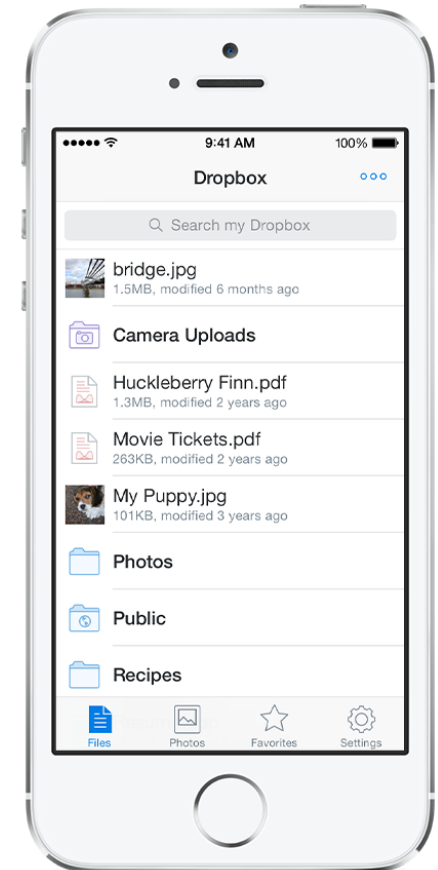 9:41 AM
100%
Dropbox
Search my Dropbox
bridge.jpg
1.5MB, modified 6 months ago
Camera Uploads
Huckleberry Finn.pdf
1.3MB, modified 2 years ago
Movie Tickets.pdf
263KB, modified 2 years ago
My Puppy.jpg
101KB, modified 3 years ago
Photos
Public
Recipes
Files
Photos
Favorites
Settings